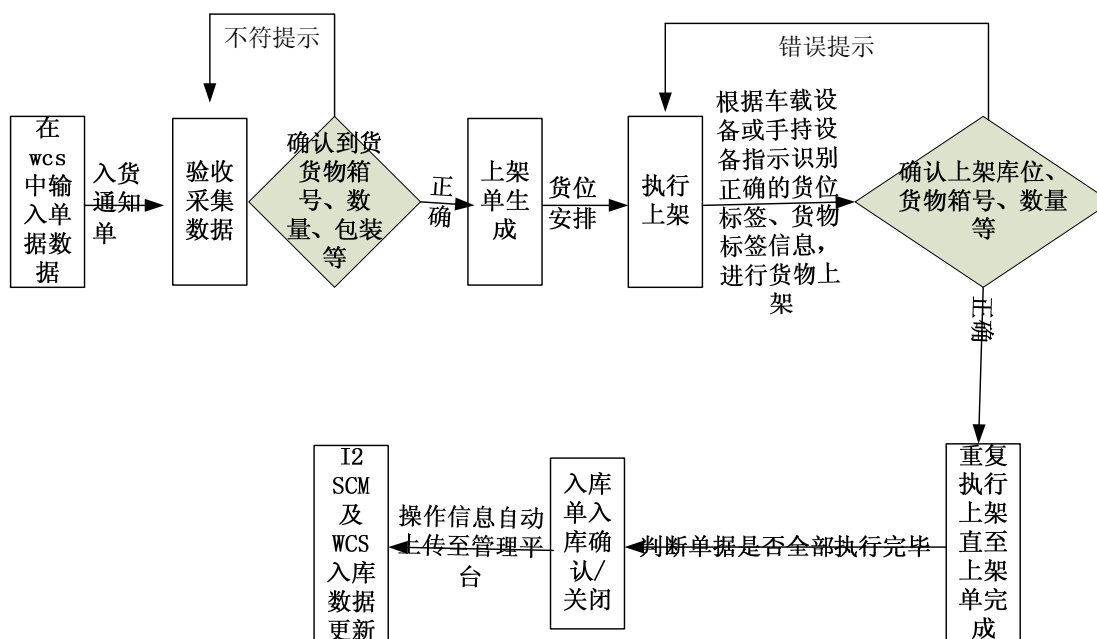 不符提示
错误提示
在
wcs
中输
入单
据数
据
入货
通知
单
验收
采集
数据
确认到货
货物箱
号、数
量、包装
等
正
确
上架
单生
成
货位
安排
执行
上架
根据车载设
备或手持设
备指示识别
正确的货位
标签、货物
标签信息，
进行货物上
架
确认上架库位、
货物箱号、数量
等
正确
重复
执行
上架
直至
上架
单完
成
判断单据是否全部执行完毕
入库
单入
库确
认/
关闭
操作信息自动
上传至管理平
台
I2
SCM
及
WCS
入库
数据
更新